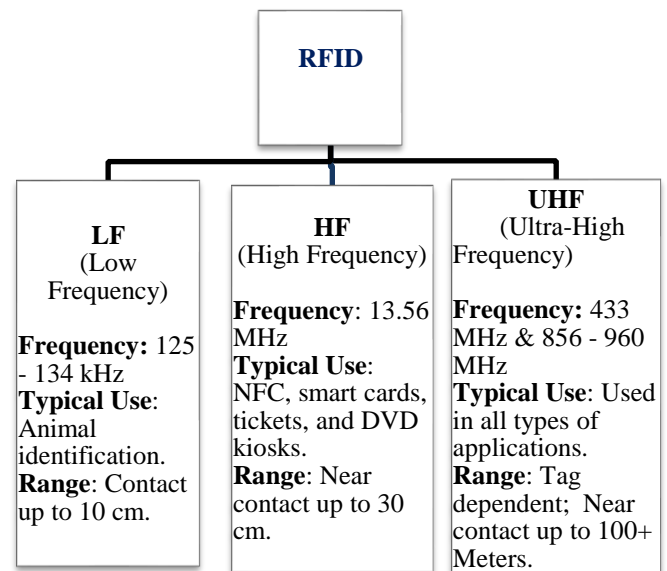 RFID
LF
(Low
Frequency)
Frequency: 125
- 134 kHz
Typical Use:
Animal
identification.
Range: Contact
up to 10 cm.
HF
(High Frequency)
Frequency: 13.56
MHz
Typical Use:
NFC, smart cards,
tickets, and DVD
kiosks.
Range: Near
contact up to 30
cm.
UHF
(Ultra-High
Frequency)
Frequency: 433
MHz & 856 - 960
MHz
Typical Use: Used
in all types of
applications.
Range: Tag
dependent; Near
contact up to 100+
Meters.